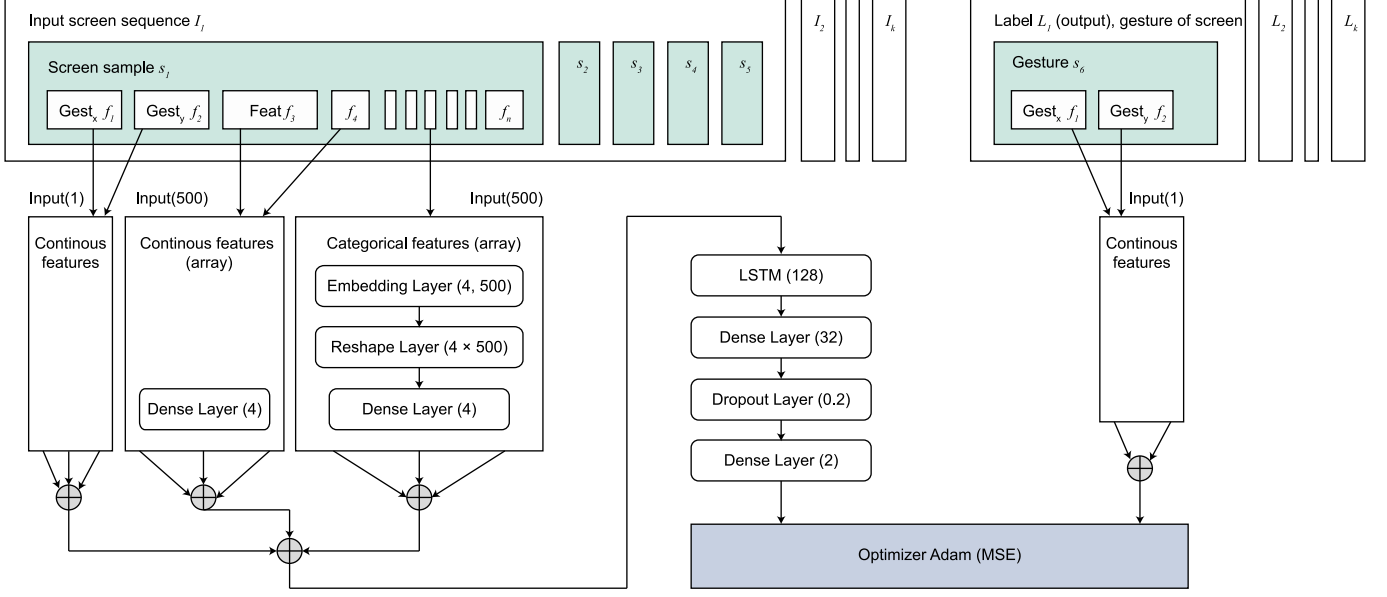 Input screen sequence I₁
I₂
Iₖ
Label L₁ (output), gesture of screen
L₂
Lₖ
Screen sample s₁
s₂
s₃
s₄
s₅
Gesture s₆
Gestₓ f₁
Gestᵧ f₂
Feat f₃
f₄
fₙ
Gestₓ f₁
Gestᵧ f₂
Input(1)
Input(500)
Input(500)
Input(1)
Continous
features
Continous features
(array)
Categorical features (array)
Embedding Layer (4, 500)
Reshape Layer (4 × 500)
Dense Layer (4)
Dense Layer (4)
LSTM (128)
Dense Layer (32)
Dropout Layer (0.2)
Dense Layer (2)
Continous
features
Optimizer Adam (MSE)